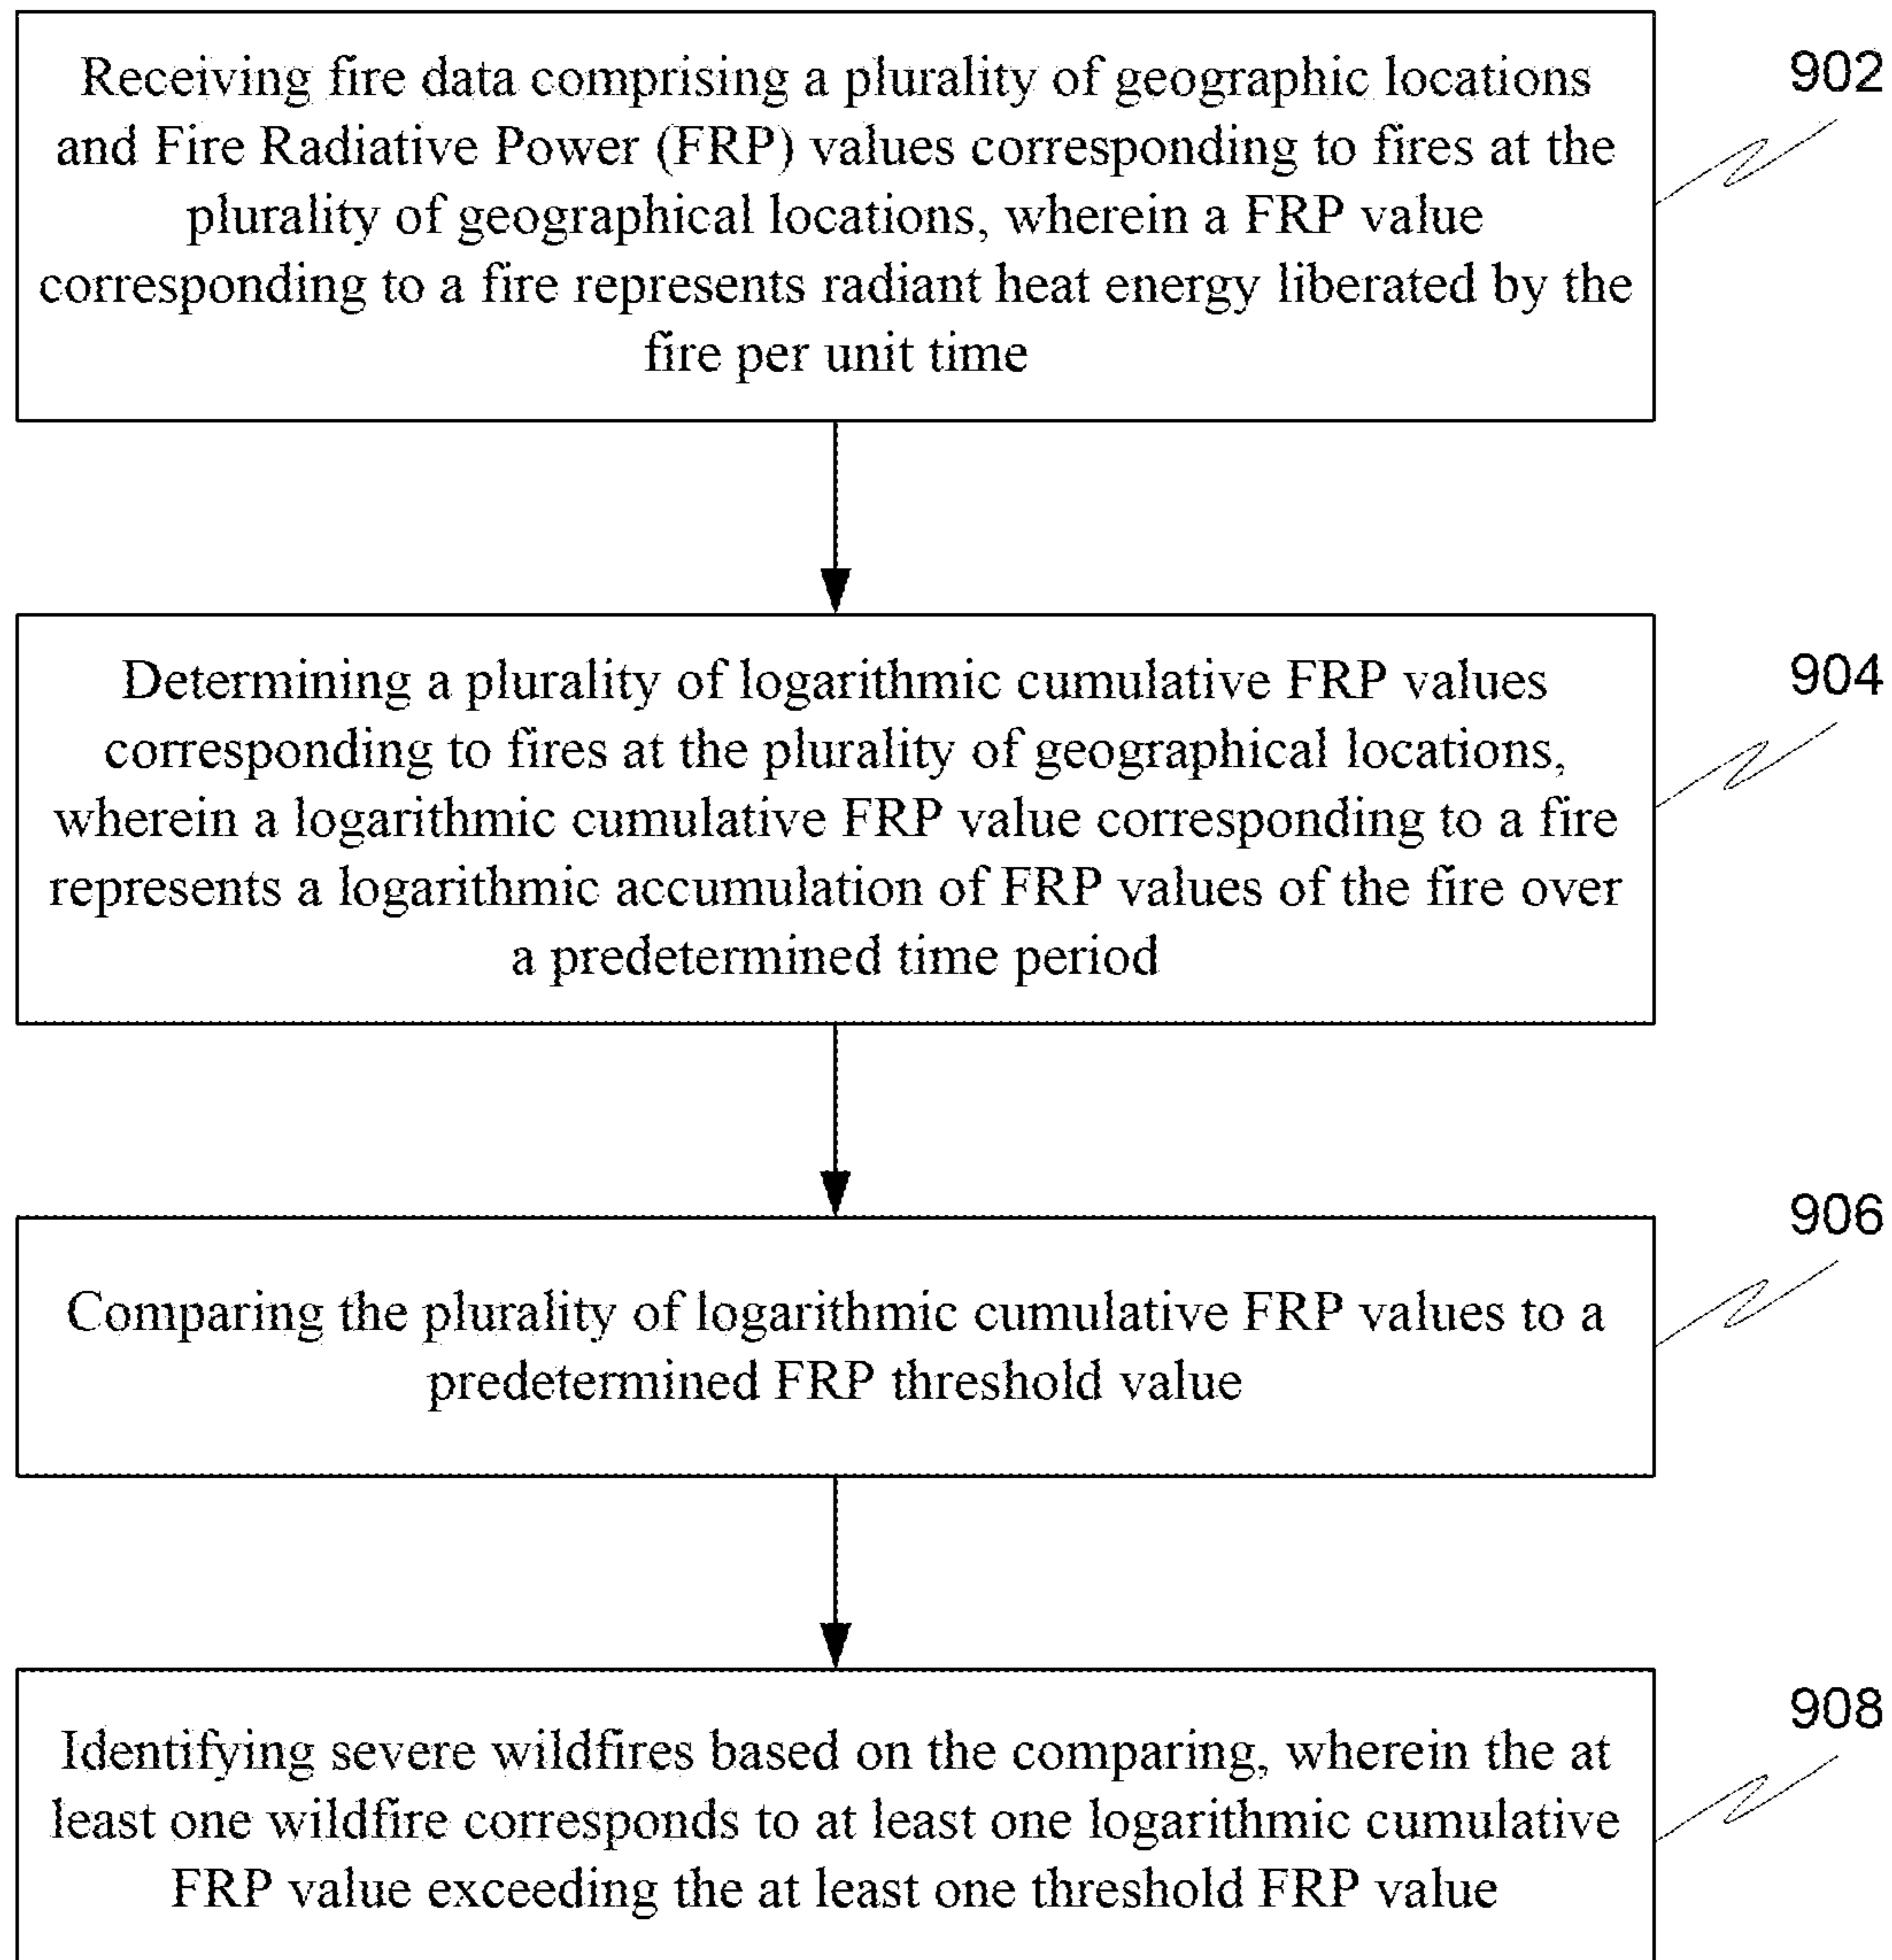 Receiving fire data comprising a plurality of geographic locations
and Fire Radiative Power (FRP) values corresponding to fires at the
plurality of geographical locations, wherein a FRP value
corresponding to a fire represents radiant heat energy liberated by the
fire per unit time
902
Determining a plurality of logarithmic cumulative FRP values
corresponding to fires at the plurality of geographical locations,
wherein a logarithmic cumulative FRP value corresponding to a fire
represents a logarithmic accumulation of FRP values of the fire over
a predetermined time period
904
Comparing the plurality of logarithmic cumulative FRP values to a
predetermined FRP threshold value
906
Identifying severe wildfires based on the comparing, wherein the at
least one wildfire corresponds to at least one logarithmic cumulative
FRP value exceeding the at least one threshold FRP value
908